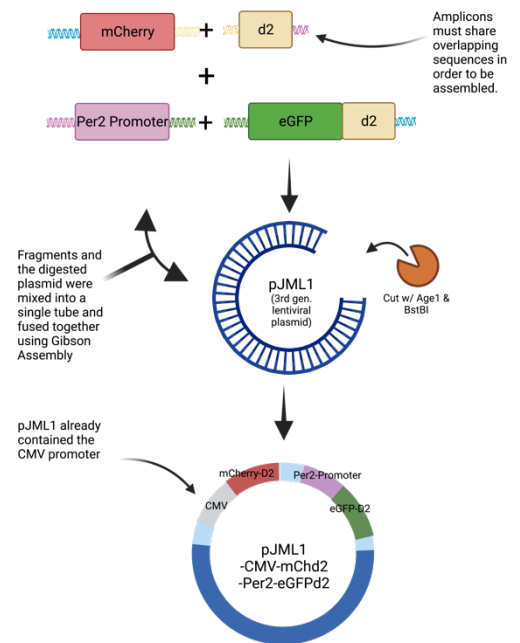 mCherry
+
d2
Amplicons
must share
overlapping
sequences in
order to be
assembled.
+
Per2 Promoter
+
eGFP
d2
Fragments and
the digested
plasmid were
mixed into a
single tube and
fused together
using Gibson
Assembly
pJML1
(3rd gen.
lentiviral
plasmid)
Cut w/ Age1 &
BstBI
pJML1 already
contained the
CMV promoter
CMV
mCherry-D2
Per2-Promoter
eGFP-D2
pJML1
-CMV-mChd2
-Per2-eGFPd2